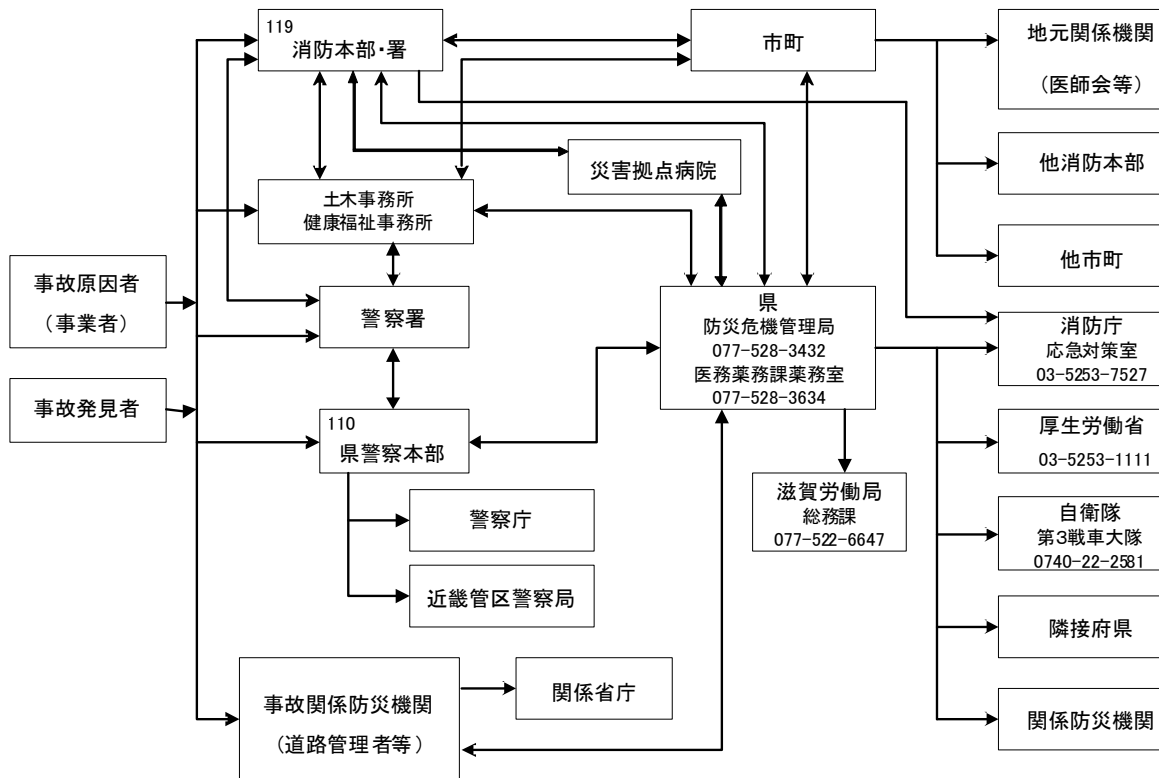 119
消防本部・署
市町
地元関係機関
（医師会等）
災害拠点病院
他消防本部
土木事務所
健康福祉事務所
他市町
事故原因者
（事業者）
警察署
県
防災危機管理局
077-528-3432
医務薬務課薬務室
077-528-3634
消防庁
応急対策室
03-5253-7527
事故発見者
110
県警察本部
厚生労働省
03-5253-1111
滋賀労働局
総務課
077-522-6647
警察庁
自衛隊
第3戦車大隊
0740-22-2581
近畿管区警察局
隣接府県
事故関係防災機関
（道路管理者等）
関係省庁
関係防災機関